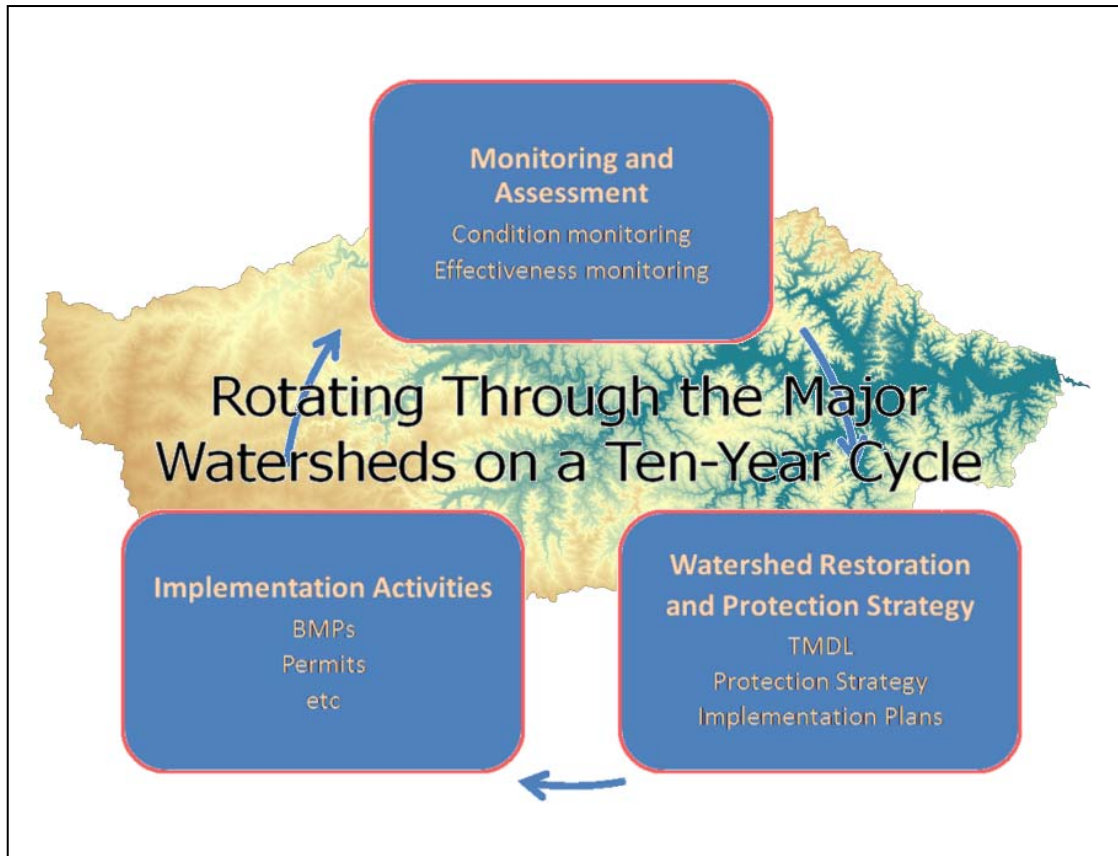 Monitoring and
Assessment
Condition monitoring
Effectiveness monitoring
Rotating Through the Major
Watersheds on a Ten-Year Cycle
Implementation Activities
BMPs
Permits
etc
Watershed Restoration
and Protection Strategy
TMDL
Protection Strategy
Implementation Plans